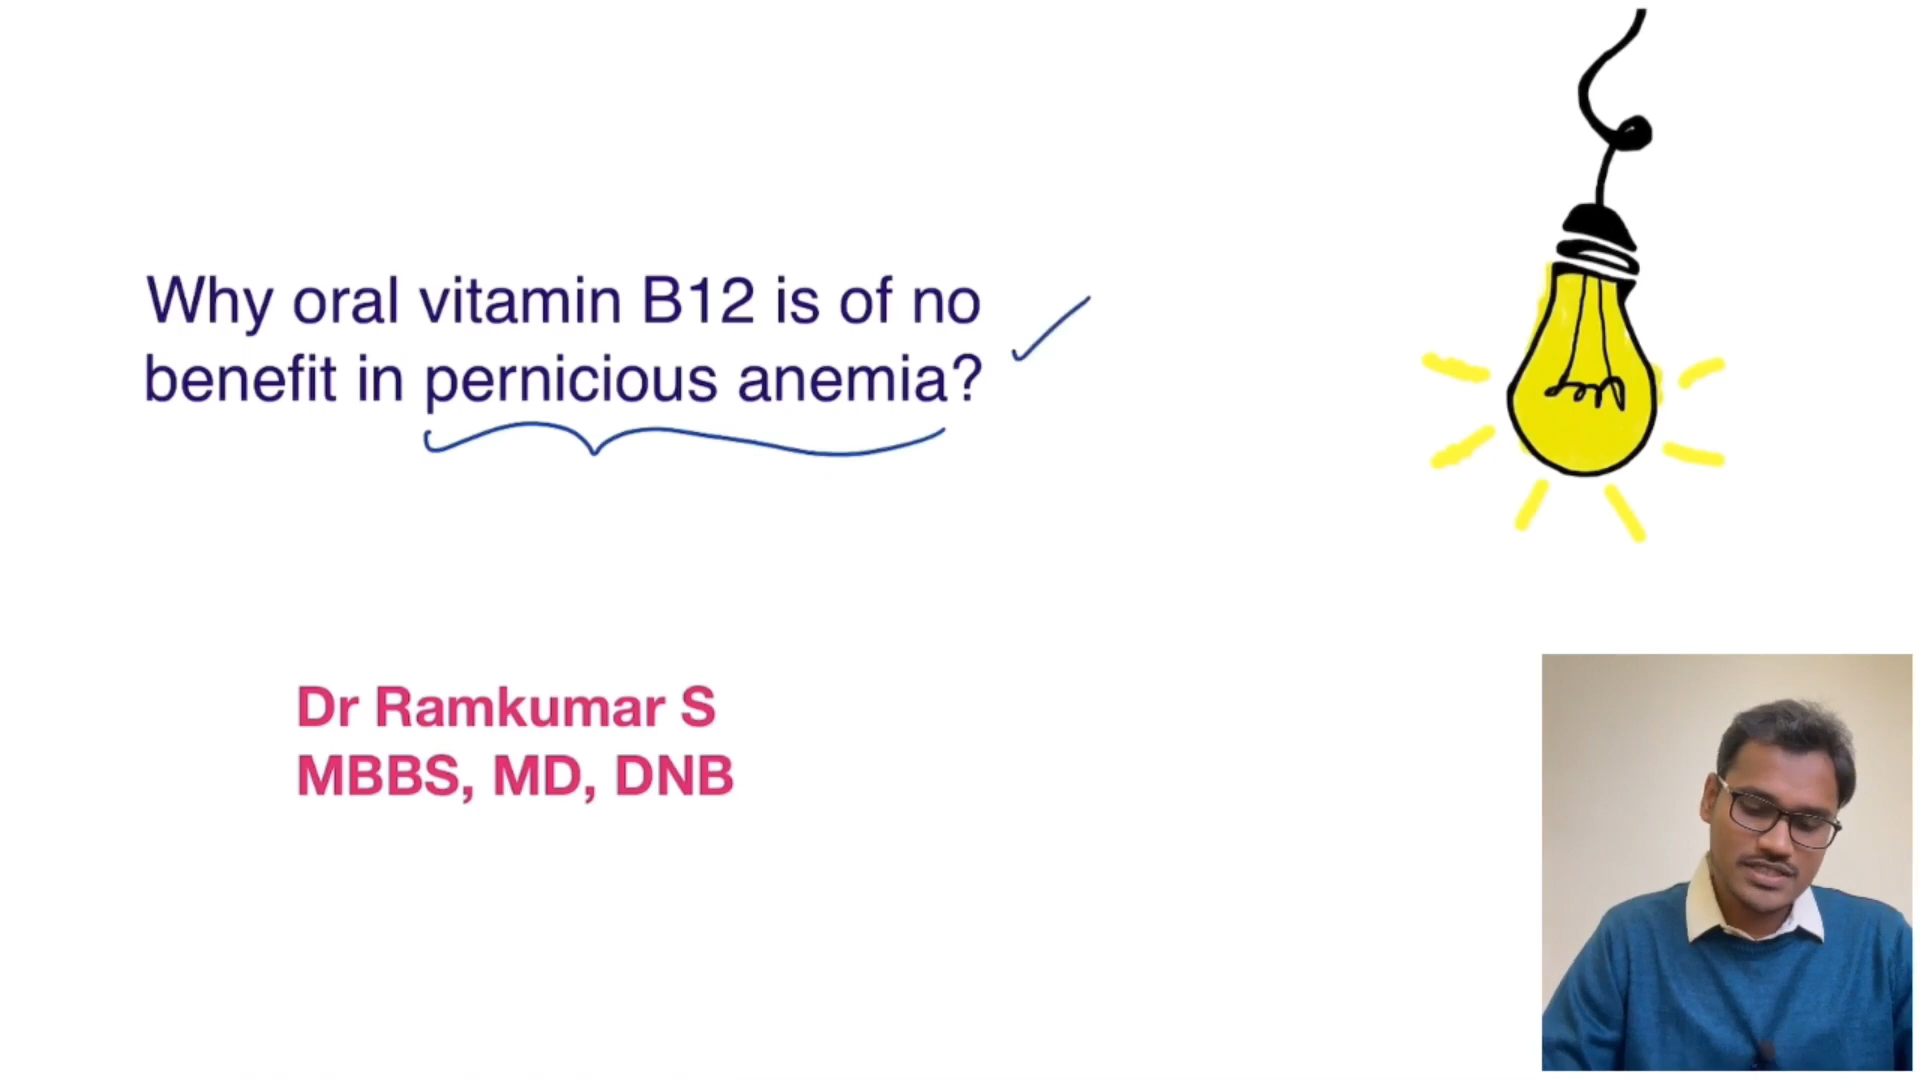 Why oral vitamin B12 is of no
benefit in pernicious anemia?
Dr Ramkumar S
MBBS, MD, DNB